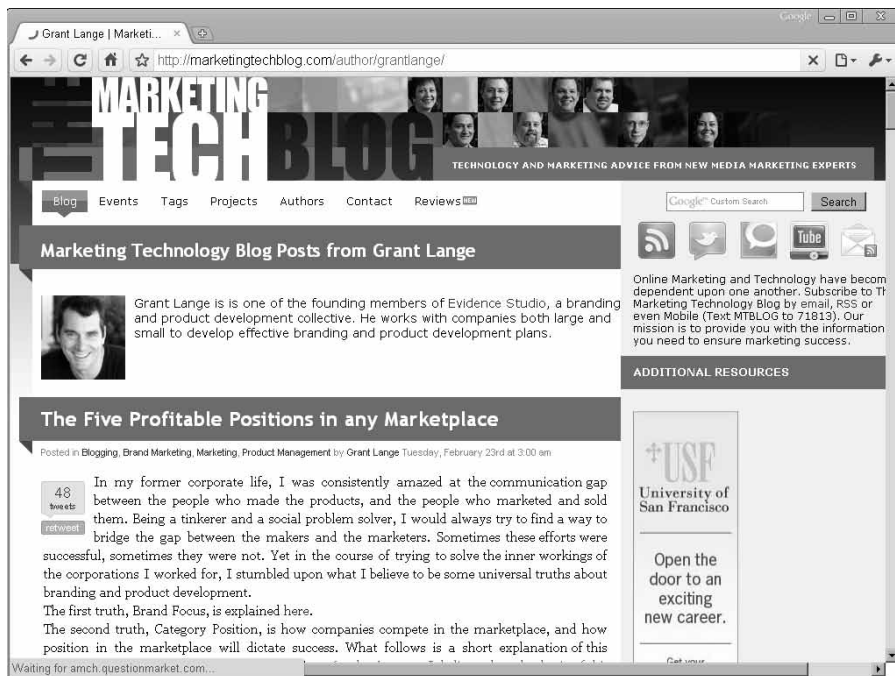 Google
Grant Lange | Marketi...
http://marketingtechblog.com/author/grantlange/
THE
MARKETING
TECHBLOG
TECHNOLOGY AND MARKETING ADVICE FROM NEW MEDIA MARKETING EXPERTS
Blog Events Tags Projects Authors Contact Reviews NEW
Google™ Custom Search Search
Tube
Marketing Technology Blog Posts from Grant Lange
Grant Lange is is one of the founding members of Evidence Studio, a branding
and product development collective. He works with companies both large and
small to develop effective branding and product development plans.
Online Marketing and Technology have becom
dependent upon one another. Subscribe to Th
Marketing Technology Blog by email, RSS or
even Mobile (Text MTBLOG to 71813). Our
mission is to provide you with the information
you need to ensure marketing success.
ADDITIONAL RESOURCES
The Five Profitable Positions in any Marketplace
Posted in Blogging, Brand Marketing, Marketing, Product Management by Grant Lange Tuesday, February 23rd at 3:00 am
48
tweets
retweet
In my former corporate life, I was consistently amazed at the communication gap
between the people who made the products, and the people who marketed and sold
them. Being a tinkerer and a social problem solver, I would always try to find a way to
bridge the gap between the makers and the marketers. Sometimes these efforts were
successful, sometimes they were not. Yet in the course of trying to solve the inner workings of
the corporations I worked for, I stumbled upon what I believe to be some universal truths about
branding and product development.
The first truth, Brand Focus, is explained here.
The second truth, Category Position, is how companies compete in the marketplace, and how
position in the marketplace will dictate success. What follows is a short explanation of this
USF
University of
San Francisco
Open the
door to an
exciting
new career.
Get your
Waiting for amch.questionmarket.com...